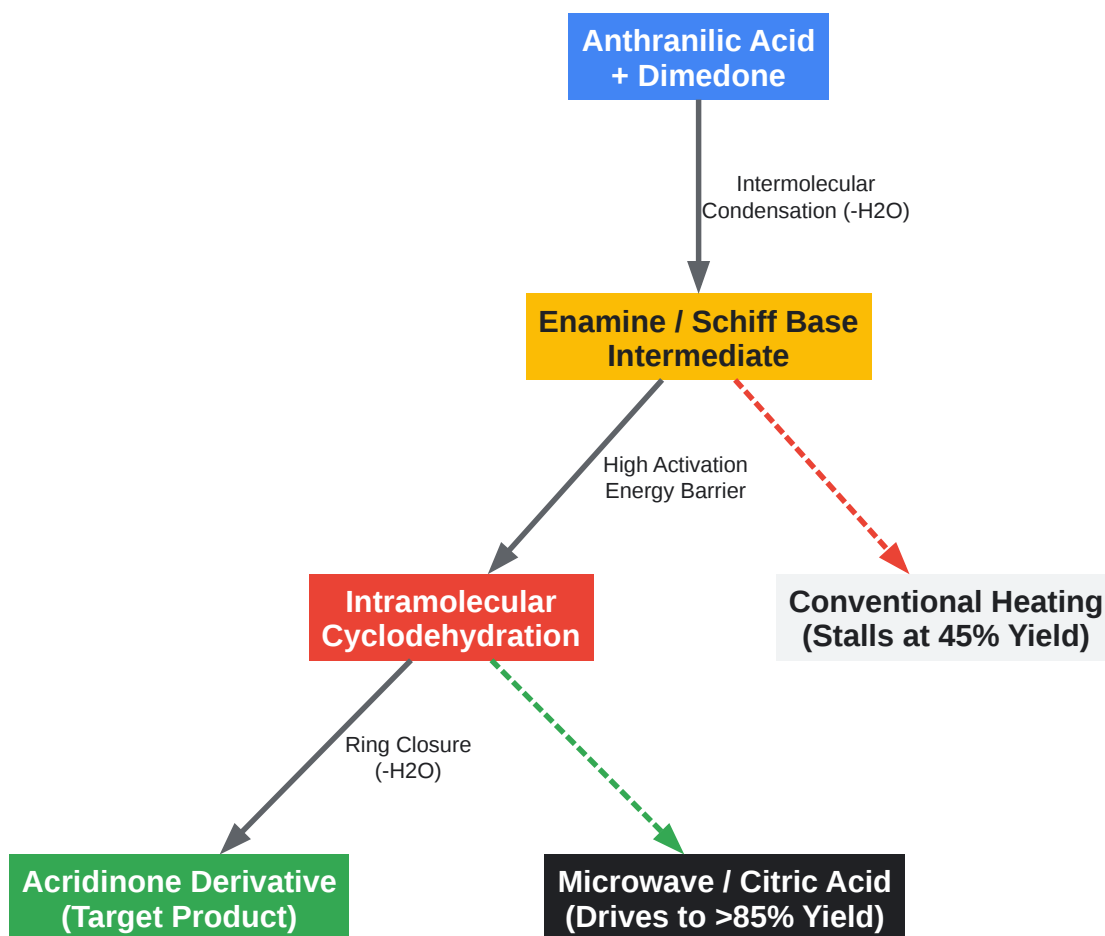 Anthranilic Acid
+ Dimedone
Intermolecular
Condensation (-H2O)
Enamine / Schiff Base
Intermediate
High Activation
Energy Barrier
Intramolecular
Cyclodehydration
Conventional Heating
(Stalls at 45% Yield)
Ring Closure
(-H2O)
Acridinone Derivative
(Target Product)
Microwave / Citric Acid
(Drives to >85% Yield)